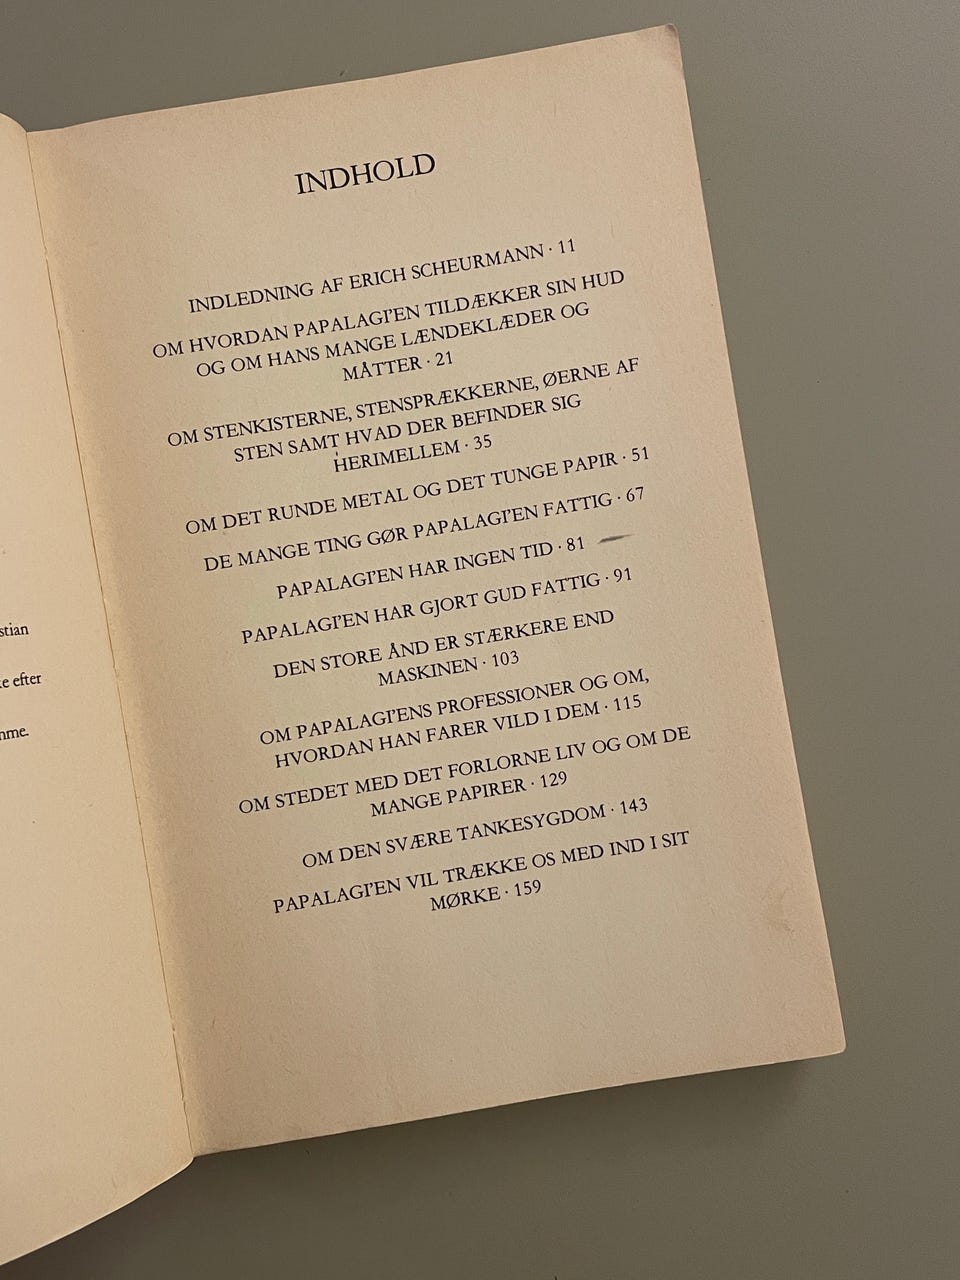 stian
e efter
mme.
INDHOLD
INDLEDNING AF ERICH SCHEURMANN · 11
OM HVORDAN PAPALAGI'EN TILDÆKKER SIN HUD
OG OM HANS MANGE LÆNDEKLÆDER OG
MÅTTER · 21
OM STENKISTERNE, STENSPRÆKKERNE, ØERNE AF
STEN SAMT HVAD DER BEFINDER SIG
HERIMELLEM · 35
OM DET RUNDE METAL OG DET TUNGE PAPIR · 51
DE MANGE TING GØR PAPALAGI'EN FATTIG · 67
PAPALAGI'EN HAR INGEN TID · 81
PAPALAGI'EN HAR GJORT GUD FATTIG · 91
DEN STORE ÅND ER STÆRKERE END
MASKINEN · 103
OM PAPALAGI'ENS PROFESSIONER OG OM,
HVORDAN HAN FARER VILD I DEM · 115
OM STEDET MED DET FORLORNE LIV OG OM DE
MANGE PAPIRER · 129
OM DEN SVÆRE TANKESYGDOM · 143
PAPALAGI'EN VIL TRÆKKE OS MED IND I SIT
MØRKE · 159